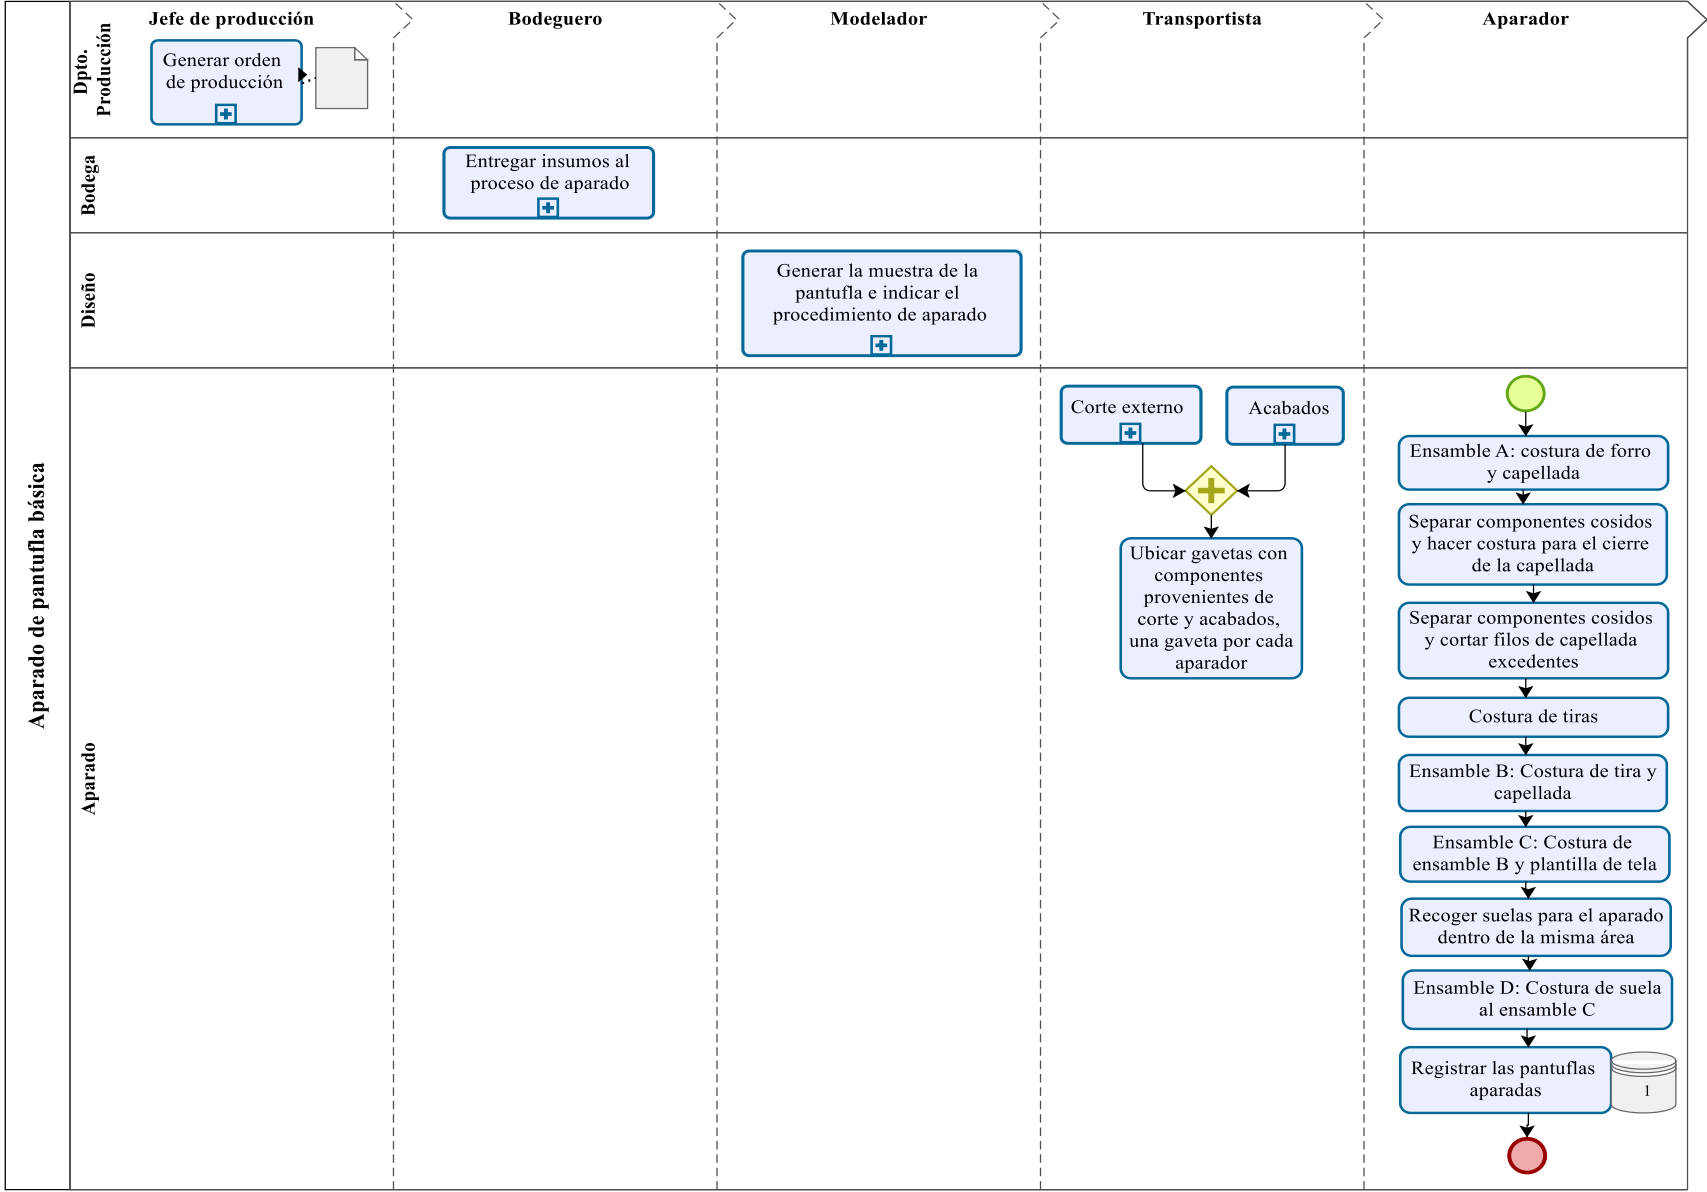 Jefe de producción
Bodeguero
Modelador
Transportista
Aparador
Aparado de pantufla básica
Dpto.
Producción
Generar orden
de producción
Bodega
Entregar insumos al
proceso de aparado
Diseño
Generar la muestra de la
pantufla e indicar el
procedimiento de aparado
Aparado
Corte externo
Acabados
Ubicar gavetas con
componentes
provenientes de
corte y acabados,
una gaveta por cada
aparador
Ensamble A: costura de forro
y capellada
Separar componentes cosidos
y hacer costura para el cierre
de la capellada
Separar componentes cosidos
y cortar filos de capellada
excedentes
Costura de tiras
Ensamble B: Costura de tira y
capellada
Ensamble C: Costura de
ensamble B y plantilla de tela
Recoger suelas para el aparado
dentro de la misma área
Ensamble D: Costura de suela
al ensamble C
Registrar las pantuflas
aparadas
1